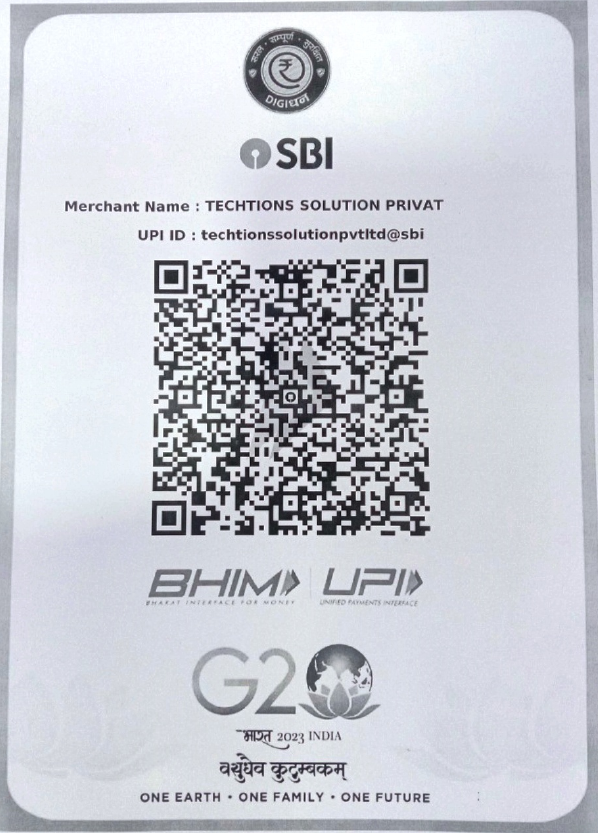 सरल • सम्पूर्ण • सुरक्षित
₹
DIGIधन
SBI
Merchant Name : TECHTIONS SOLUTION PRIVAT
UPI ID : techtionssolutionpvtltd@sbi
BHIM UPI
BHARAT INTERFACE FOR MONEY UNIFIED PAYMENTS INTERFACE
G20
भारत 2023 INDIA
वसुधैव कुटुम्बकम्
ONE EARTH • ONE FAMILY • ONE FUTURE